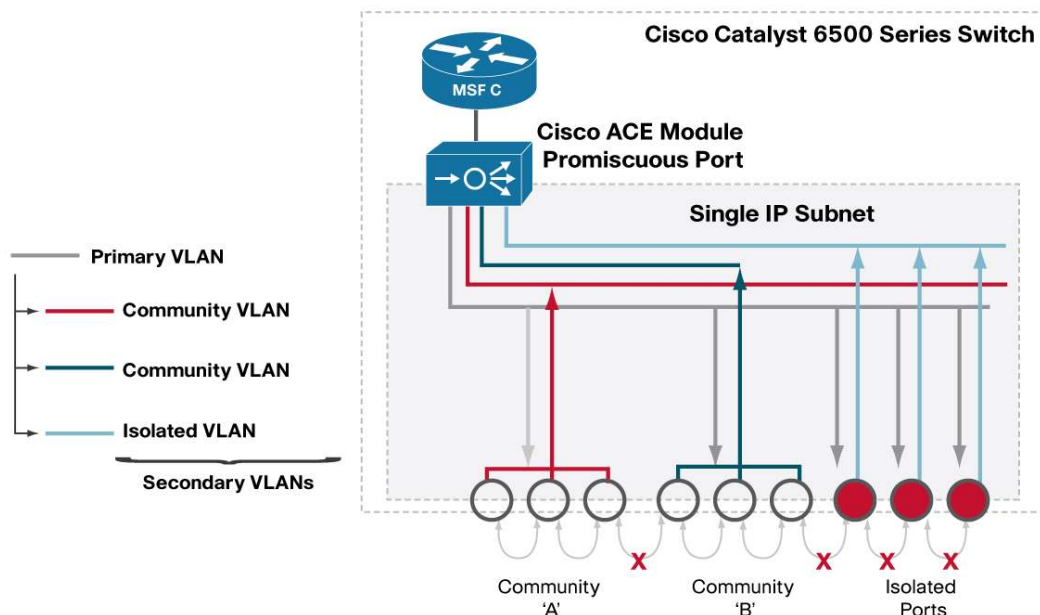 Cisco Catalyst 6500 Series Switch
MSF C
Cisco ACE Module
Promiscuous Port
Single IP Subnet
Primary VLAN
Community VLAN
Community VLAN
Isolated VLAN
Secondary VLANs
X
X
X
X
Community
'A'
Community
'B'
Isolated
Ports